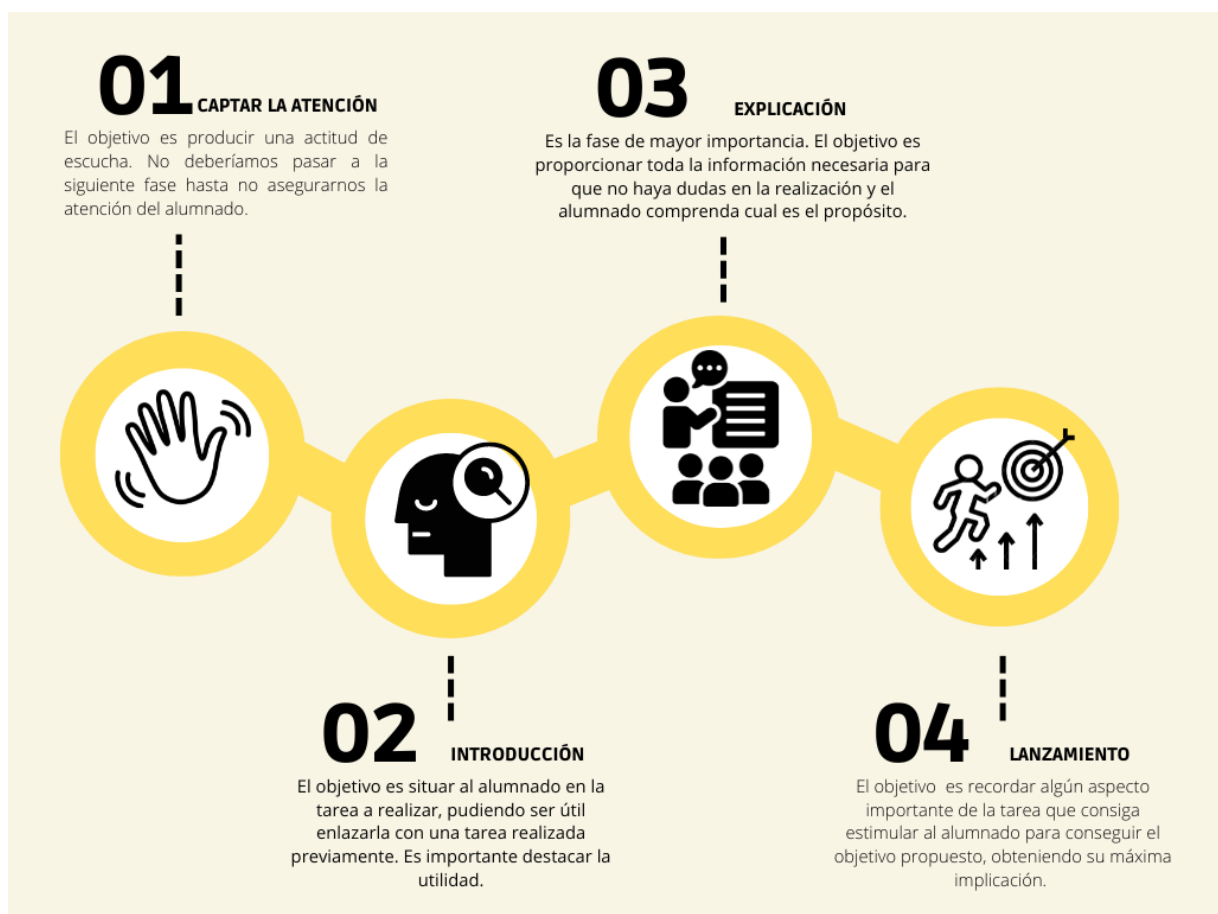 01
CAPTAR LA ATENCIÓN
El objetivo es producir una actitud de
escucha. No deberíamos pasar a la
siguiente fase hasta no asegurarnos la
atención del alumnado.
02
INTRODUCCIÓN
El objetivo es situar al alumnado en la
tarea a realizar, pudiendo ser útil
enlazarla con una tarea realizada
previamente. Es importante destacar la
utilidad.
03
EXPLICACIÓN
Es la fase de mayor importancia. El objetivo es
proporcionar toda la información necesaria para
que no haya dudas en la realización y el
alumnado comprenda cual es el propósito.
04
LANZAMIENTO
El objetivo  es recordar algún aspecto
importante de la tarea que consiga
estimular al alumnado para conseguir el
objetivo propuesto, obteniendo su máxima
implicación.